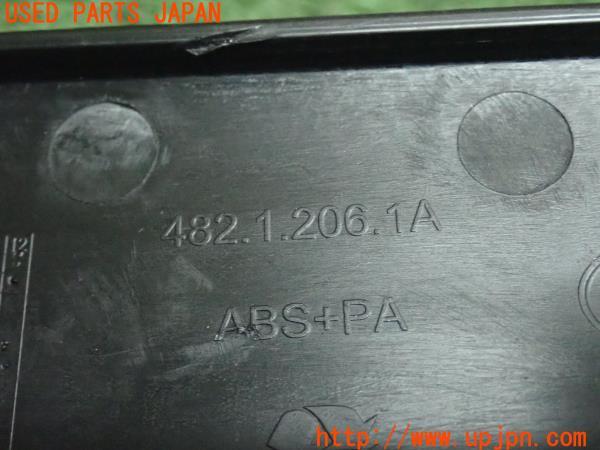 USED PARTS JAPAN
482.1.206.1A
ABS+PA
http://www.upjpn.com/